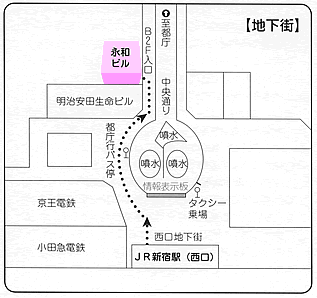 【地下街】
至都庁
B2F入口
永和
ビル
中央通り
明治安田生命ビル
都庁行バス停
噴水
噴水
噴水
情報表示板
タクシー
乗場
京王電鉄
西口地下街
小田急電鉄
JR新宿駅(西口)